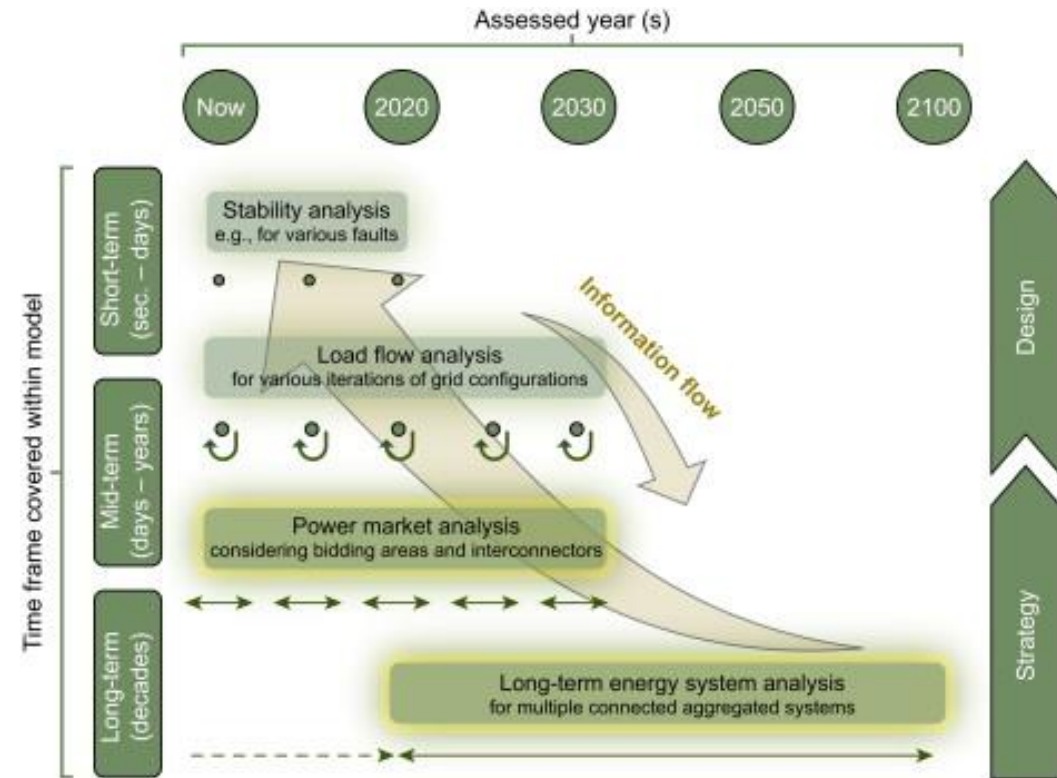 Assessed year (s)
Now
2020
2030
2050
2100
Time frame covered within model
Short-term
(sec. – days)
Stability analysis
e.g., for various faults
Information flow
Design
Load flow analysis
for various iterations of grid configurations
Mid-term
(days – years)
Power market analysis
considering bidding areas and interconnectors
Long-term
(decades)
Long-term energy system analysis
for multiple connected aggregated systems
Strategy